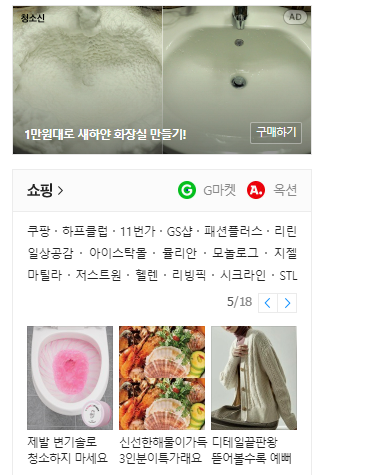 청소신
AD
1만원대로 새하얀 화장실 만들기!
구매하기
쇼핑 >
G G마켓
A. 옥션
쿠팡 · 하프클럽 · 11번가 · GS샵 · 패션플러스 · 리린
일상공감 · 아이스탁몰 · 률리안 · 모놀로그 · 지젤
마틸라 · 저스트원 · 헬렌 · 리빙픽 · 시크라인 · STL
5/18 < >
제발 변기솔로
청소하지 마세요
신선한해물이가득
3인분이특가래요
디테일끝판왕
뜯어볼수록 예뻐